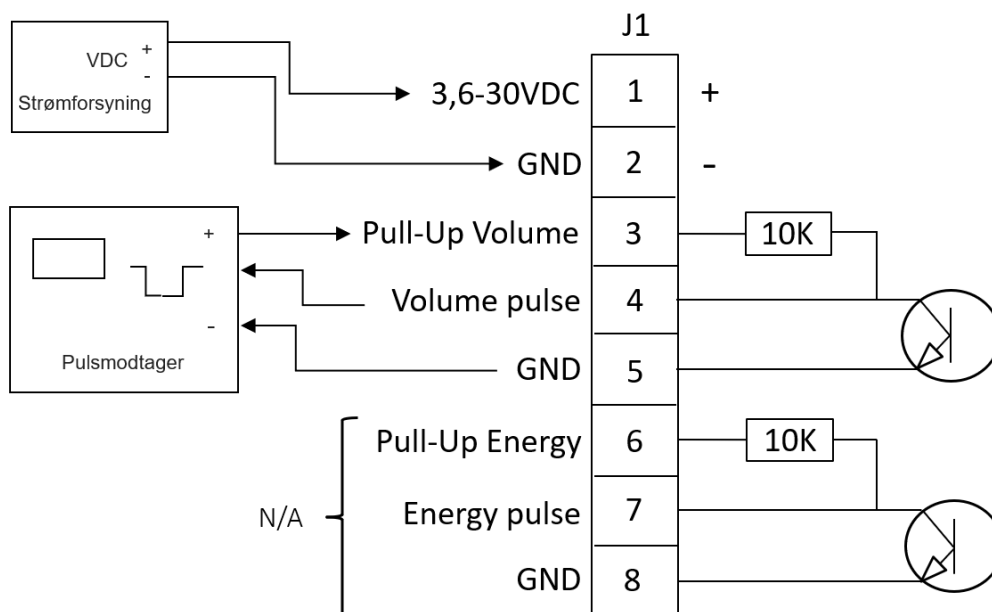 J1
VDC
+
-
Strømforsyning
3,6-30VDC
1
+
GND
2
-
Pull-Up Volume
3
10K
+
Volume pulse
4
-
Pulsmodtager
GND
5
Pull-Up Energy
6
10K
N/A
Energy pulse
7
GND
8